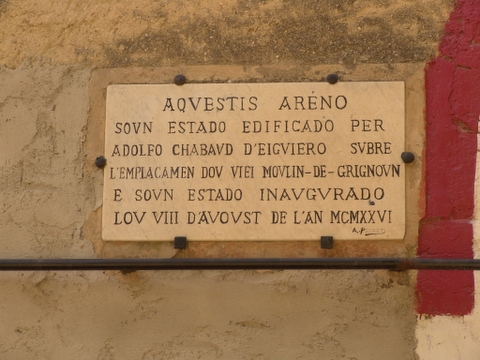 AQVESTIS ARÉNO
SOVN ESTADO EDIFICADO PER
ADOLFO CHABAVD D'EIGVIERO SVBRE
L'EMPLACAMEN DOV VIEI MOVLIN-DE-GRIGNOVN
E SOVN ESTADO INAVGVRADO
LOV VIII D'AVOVST DE L'AN MCMXXVI